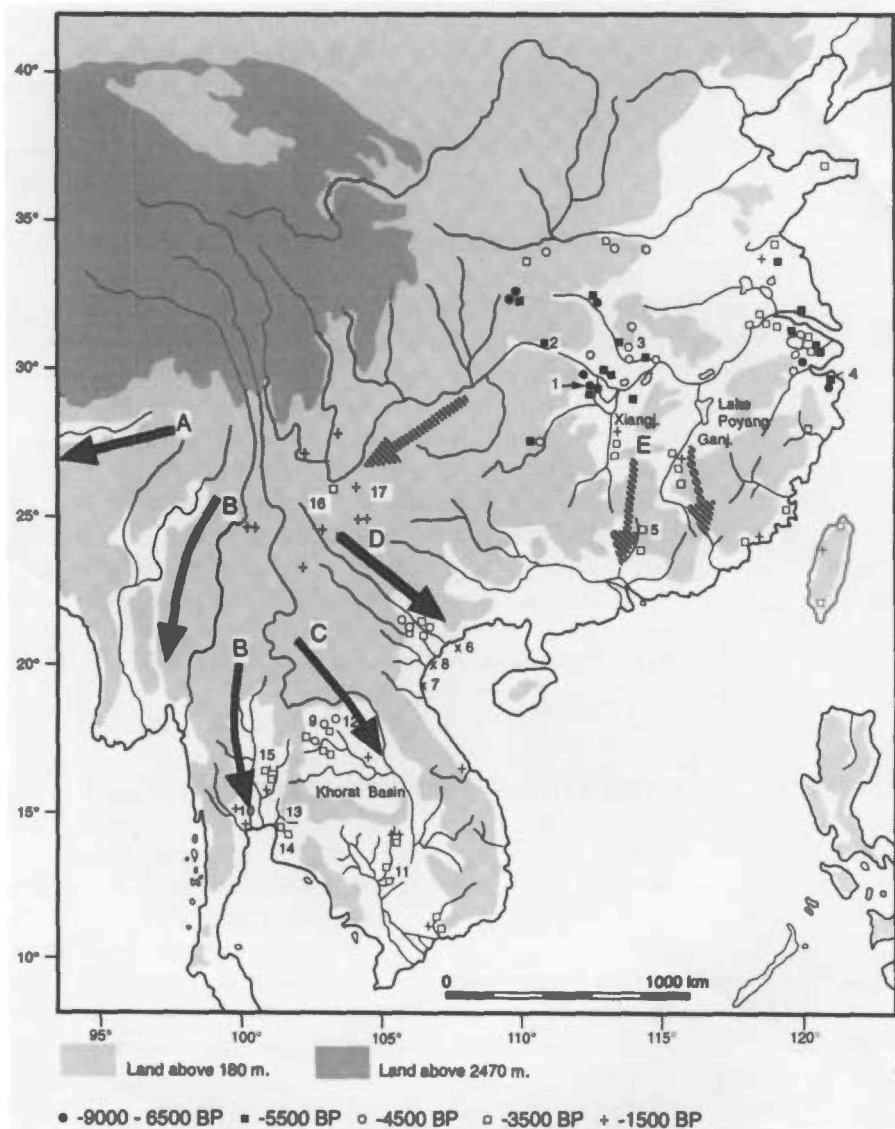 40°
35°
30°
25°
20°
15°
10°
A
B
B
C
D
E
1
2
3
4
Xiangj.
Lake
Poyang
Ganj.
16
17
5
6
8
7
9
12
15
Khorat Basin
10
13
14
11
0 1000 km
95° 100° 105° 110° 115° 120°
Land above 180 m. Land above 2470 m.
-9000 - 6500 BP -5500 BP -4500 BP -3500 BP -1500 BP